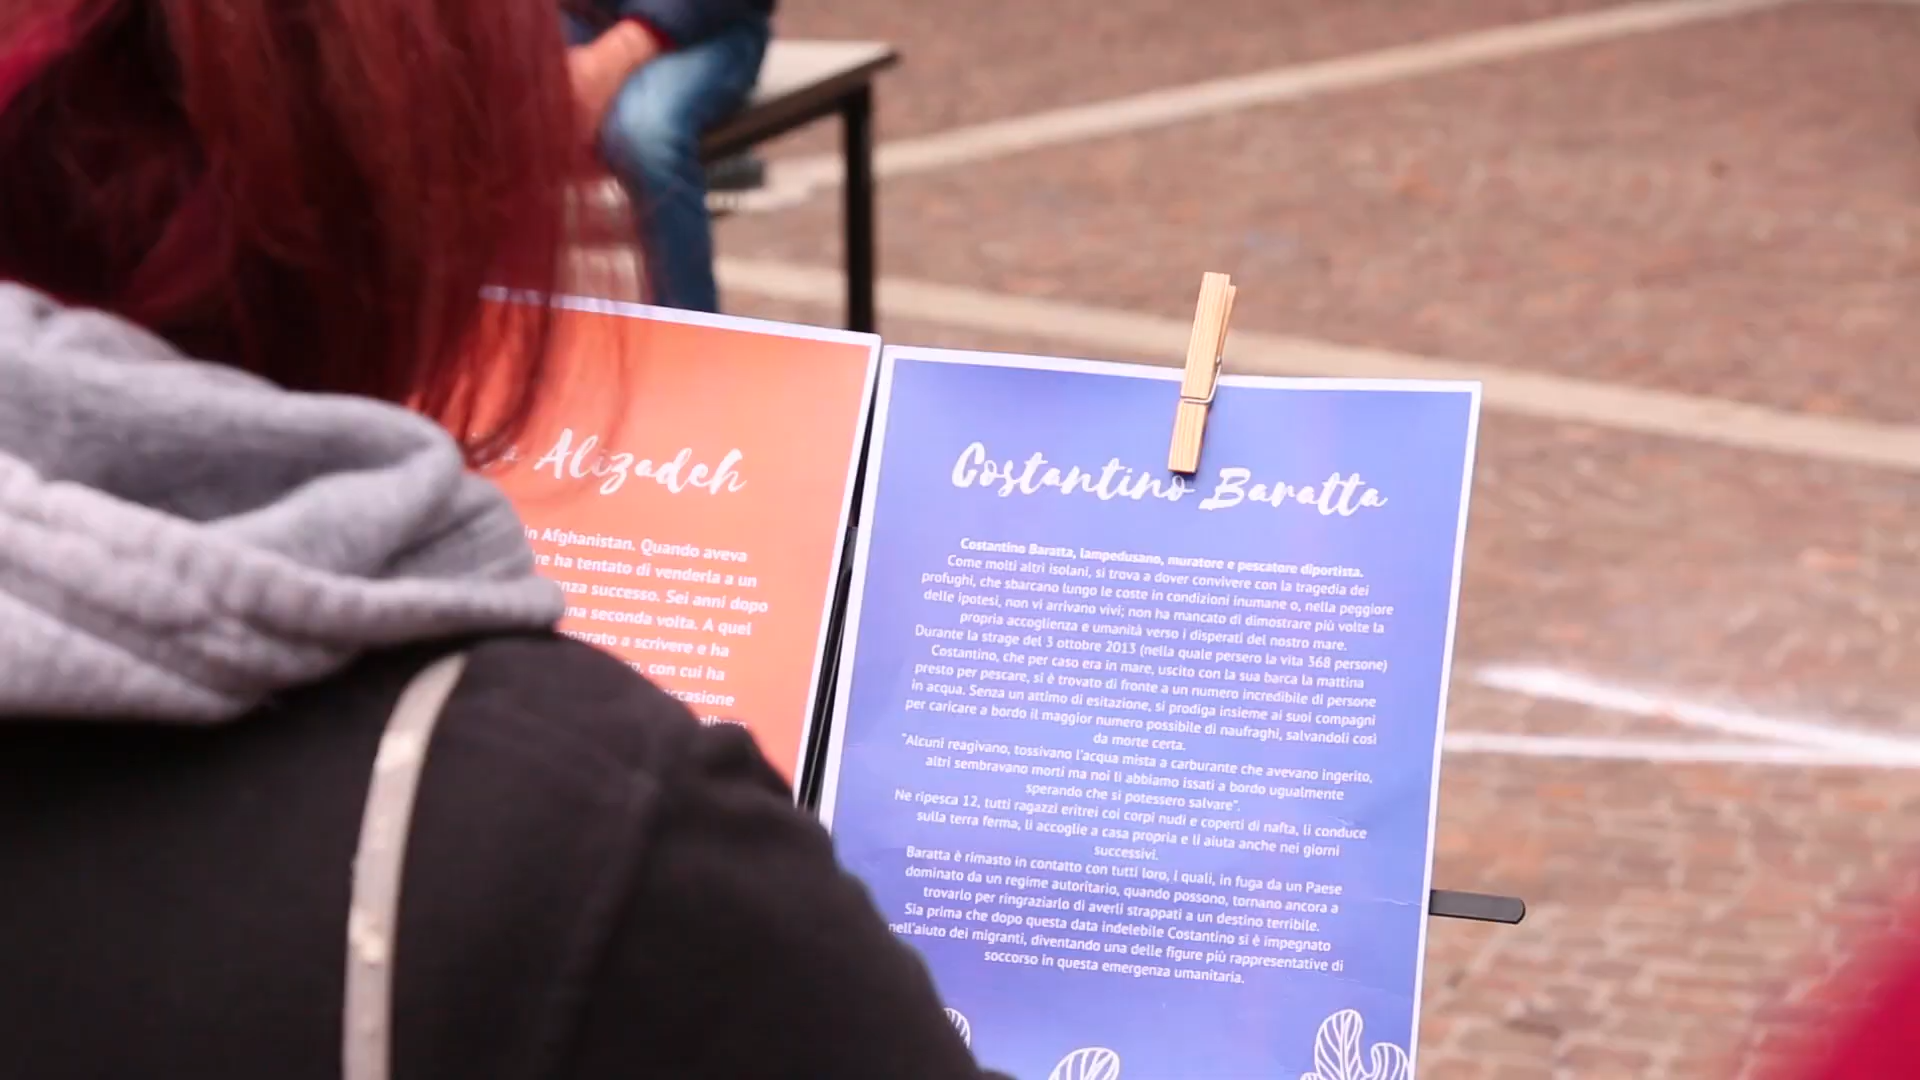 Alizadeh
in Afghanistan. Quando aveva
ha tentato di venderla a un
successo. Sei anni dopo
una seconda volta. A quel
a scrivere e ha
con cui ha
Costantino Baratta
Costantino Baratta, lampedusano, muratore e pescatore diportista.
Come molti altri isolani, si trova a dover convivere con la tragedia dei
profughi, che sbarcano lungo le coste in condizioni inumane o, nella peggiore
delle ipotesi, non vi arrivano vivi; non ha mancato di dimostrare più volte la
propria accoglienza e umanità verso i disperati del nostro mare.
Durante la strage del 3 ottobre 2013 (nella quale persero la vita 368 persone)
Costantino, che per caso era in mare, uscito con la sua barca la mattina
presto per pescare, si è trovato di fronte a un numero incredibile di persone
in acqua. Senza un attimo di esitazione, si prodiga insieme ai suoi compagni
per caricare a bordo il maggior numero possibile di naufraghi, salvandoli così
da morte certa.
"Alcuni reagivano, tossivano l'acqua mista a carburante che avevano ingerito,
altri sembravano morti ma noi li abbiamo issati a bordo ugualmente
sperando che si potessero salvare".
Ne ripesca 12, tutti ragazzi eritrei coi corpi nudi e coperti di nafta, li conduce
sulla terra ferma, li accoglie a casa propria e li aiuta anche nei giorni
successivi.
Baratta è rimasto in contatto con tutti loro, i quali, in fuga da un Paese
dominato da un regime autoritario, quando possono, tornano ancora a
trovarlo per ringraziarlo di averli strappati a un destino terribile.
Sia prima che dopo questa data indelebile Costantino si è impegnato
nell'aiuto dei migranti, diventando una delle figure più rappresentative di
soccorso in questa emergenza umanitaria.